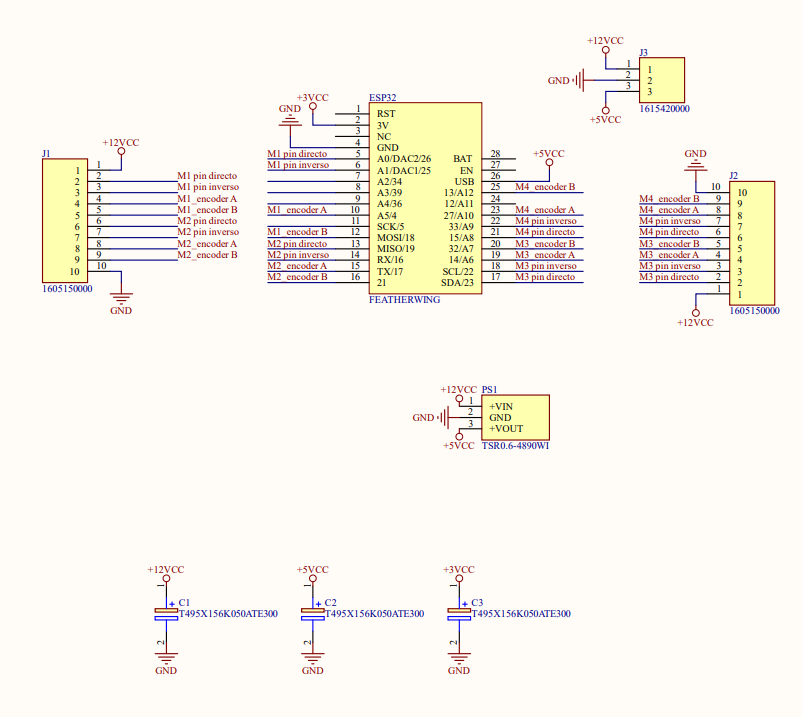 +12VCC
J3
GND
1 1
2 2
3 3
+5VCC
1615420000
ESP32
+3VCC
GND
1 RST
2 3V
3 NC
4 GND
M1 pin directo 5 A0/DAC2/26
M1 pin inverso 6 A1/DAC1/25
7 A2/34
8 A3/39
9 A4/36
M1_encoder A 10 A5/4
11 SCK/5
M1_encoder B 12 MOSI/18
M2 pin directo 13 MISO/19
M2 pin inverso 14 RX/16
M2_encoder A 15 TX/17
M2_encoder B 16 21
+5VCC
BAT 28
EN 27
USB 26
13/A12 25 M4_encoder B
12/A11 24
27/A10 23 M4_encoder A
33/A9 22 M4 pin inverso
15/A8 21 M4 pin directo
32/A7 20 M3_encoder B
14/A6 19 M3_encoder A
SCL/22 18 M3 pin inverso
SDA/23 17 M3 pin directo
FEATHERWING
J1
+12VCC
1 1
2 2 M1 pin directo
3 3 M1 pin inverso
4 4 M1_encoder A
5 5 M1_encoder B
6 6 M2 pin directo
7 7 M2 pin inverso
8 8 M2_encoder A
9 9 M2_encoder B
10 10
1605150000
GND
GND
J2
10 10
M4_encoder B 9 9
M4_encoder A 8 8
M4 pin inverso 7 7
M4 pin directo 6 6
M3_encoder B 5 5
M3_encoder A 4 4
M3 pin inverso 3 3
M3 pin directo 2 2
1 1
1605150000
+12VCC
+12VCC PS1
1 +VIN
GND 2 GND
3 +VOUT
+5VCC TSR0.6-4890WI
+12VCC
1
+ C1
T495X156K050ATE300
2
GND
+5VCC
1
+ C2
T495X156K050ATE300
2
GND
+3VCC
1
+ C3
T495X156K050ATE300
2
GND